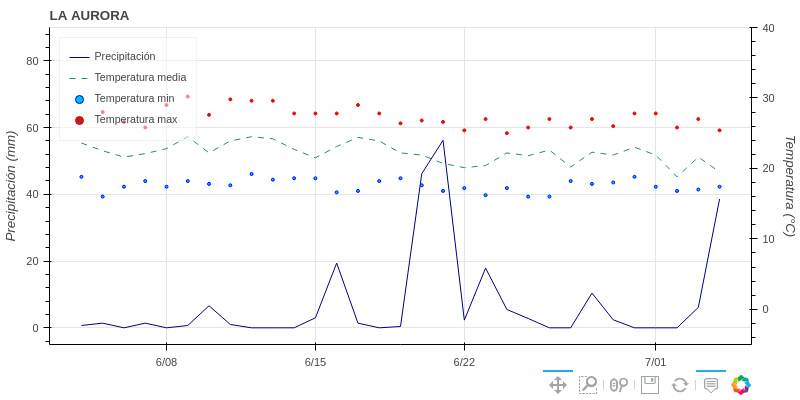 LA AURORA
Precipitación
Temperatura media
Temperatura min
Temperatura max
Precipitación (mm)
80
60
40
20
0
Temperatura (°C)
40
30
20
10
0
6/08
6/15
6/22
7/01